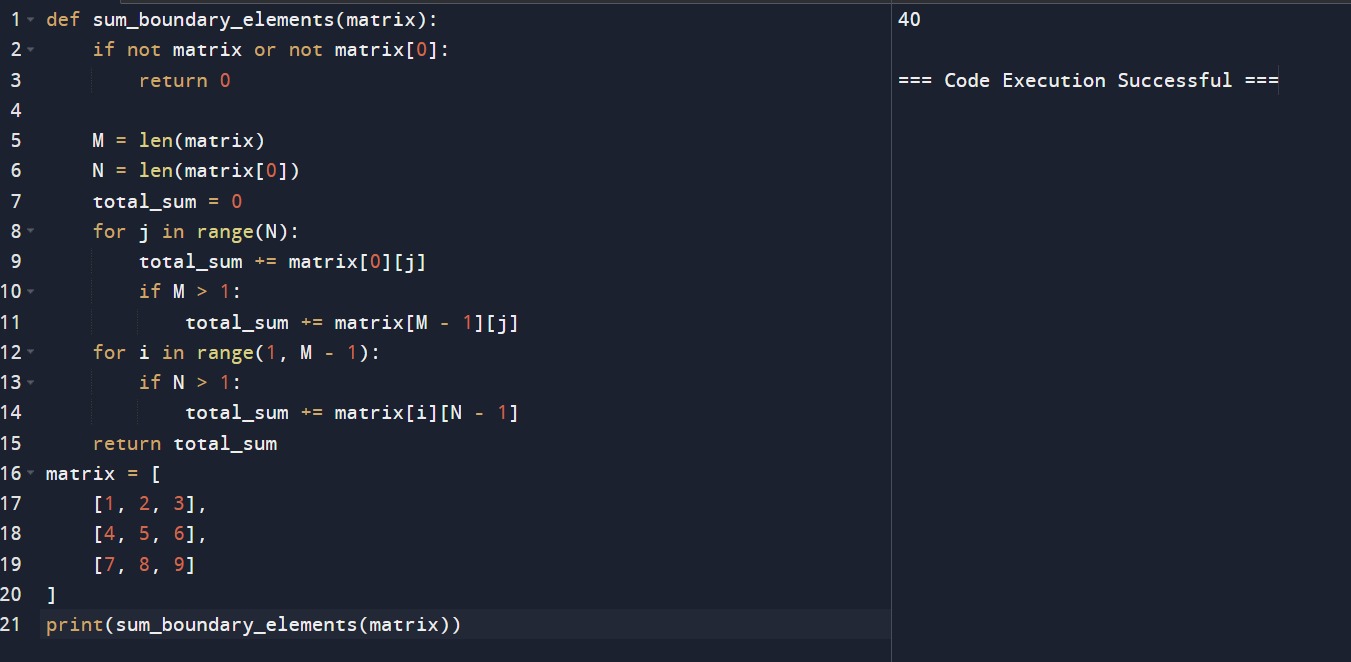 1 def sum_boundary_elements(matrix):
2     if not matrix or not matrix[0]:
3         return 0
4
5     M = len(matrix)
6     N = len(matrix[0])
7     total_sum = 0
8     for j in range(N):
9         total_sum += matrix[0][j]
10         if M > 1:
11             total_sum += matrix[M - 1][j]
12     for i in range(1, M - 1):
13         if N > 1:
14             total_sum += matrix[i][N - 1]
15     return total_sum
16 matrix = [
17     [1, 2, 3],
18     [4, 5, 6],
19     [7, 8, 9]
20 ]
21 print(sum_boundary_elements(matrix))
40
=== Code Execution Successful ===